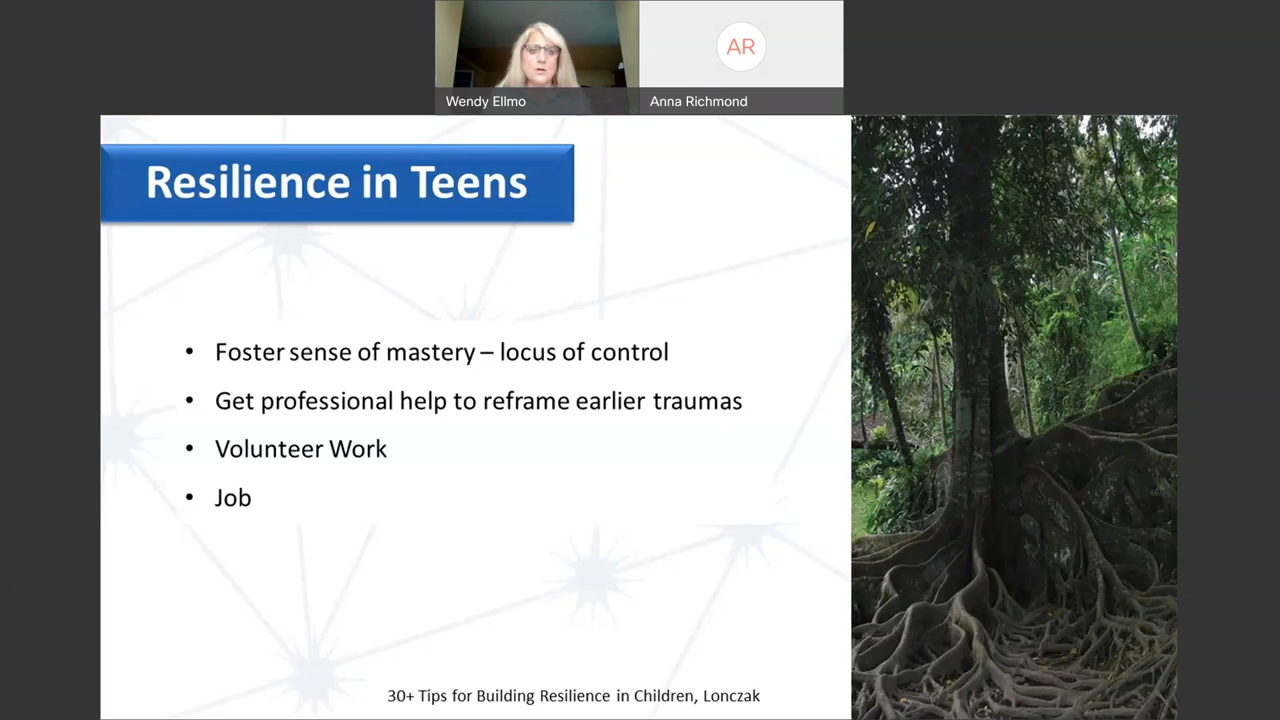 AR
Wendy Ellmo
Anna Richmond
Resilience in Teens
• Foster sense of mastery – locus of control
• Get professional help to reframe earlier traumas
• Volunteer Work
• Job
30+ Tips for Building Resilience in Children, Lonczak